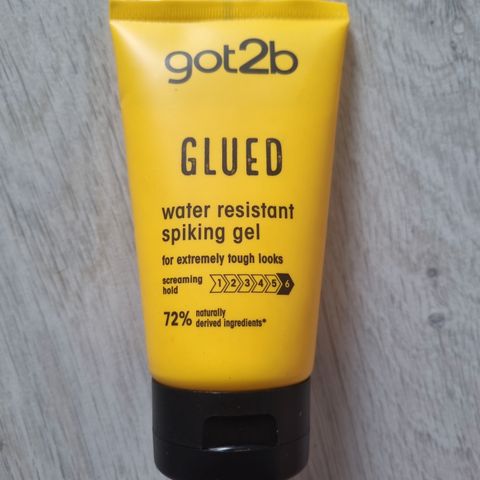 got2b
GLUED
water resistant
spiking gel
for extremely tough looks
screaming
hold
1 2 3 4 5 6
72% naturally
derived ingredients*